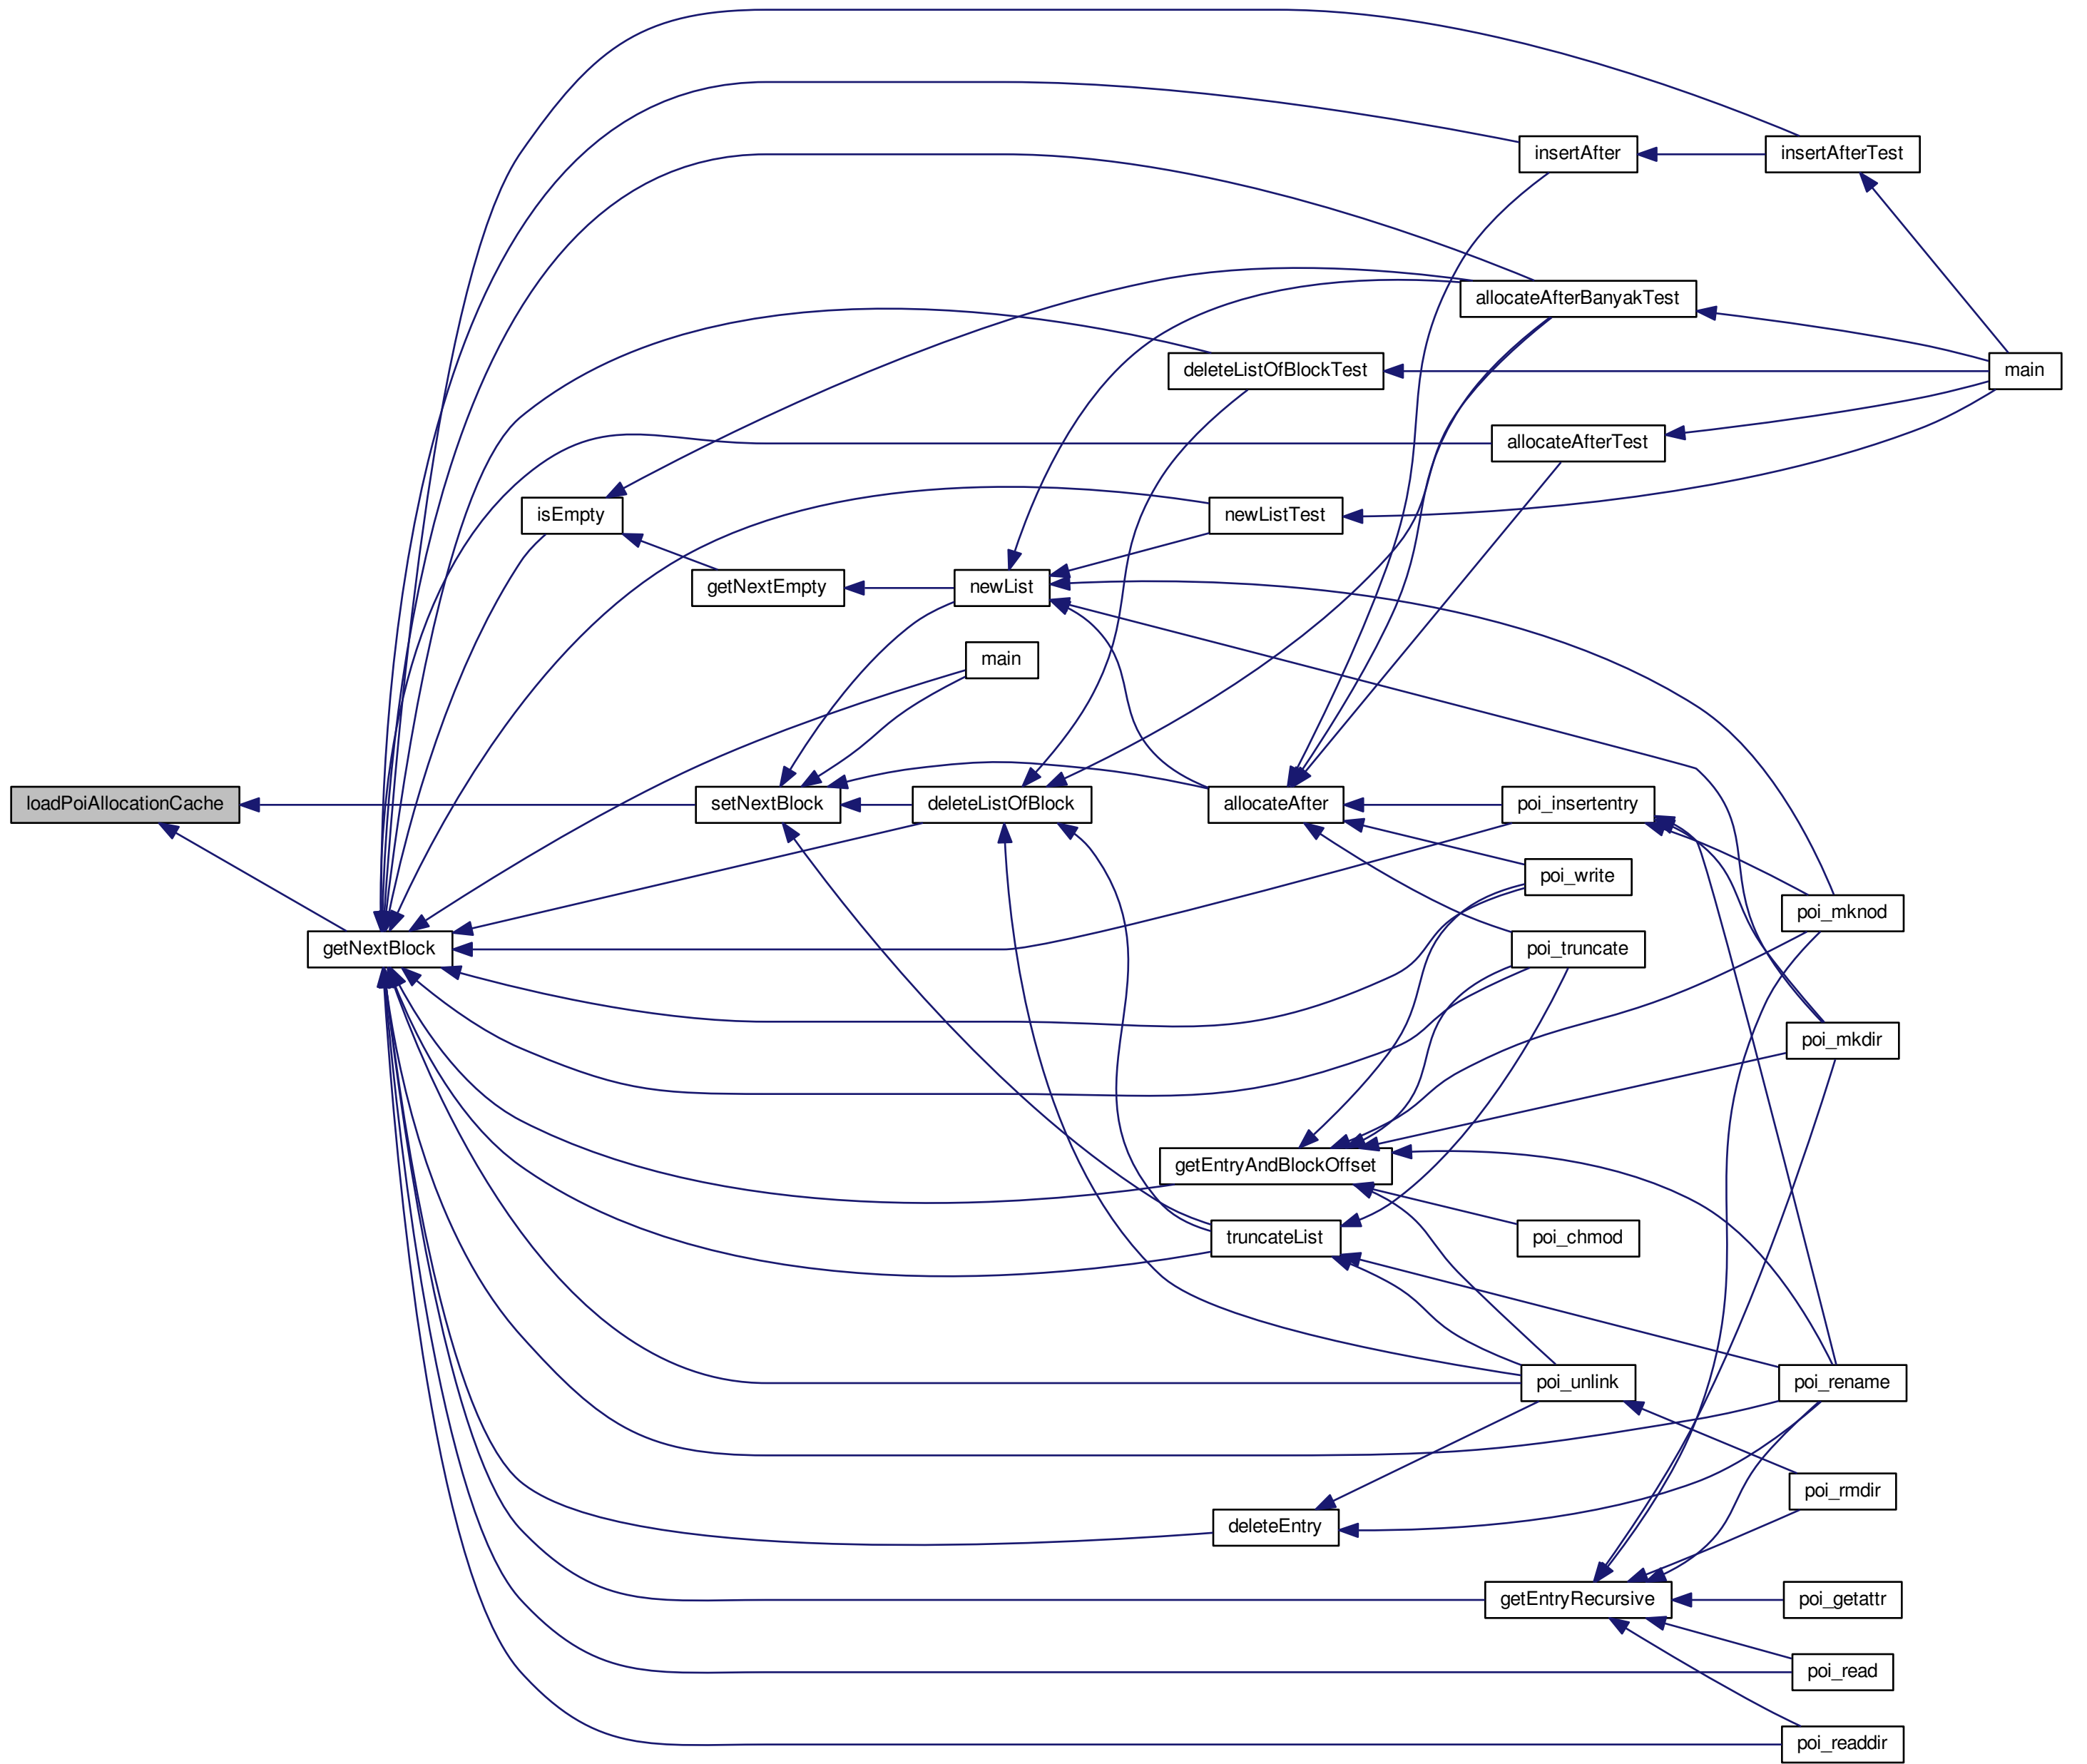 insertAfter
insertAfterTest
allocateAfterBanyakTest
deleteListOfBlockTest
main
allocateAfterTest
isEmpty
newListTest
getNextEmpty
newList
main
loadPoiAllocationCache
setNextBlock
deleteListOfBlock
allocateAfter
poi_insertentry
poi_write
poi_mknod
getNextBlock
poi_truncate
poi_mkdir
getEntryAndBlockOffset
truncateList
poi_chmod
poi_unlink
poi_rename
poi_rmdir
deleteEntry
getEntryRecursive
poi_getattr
poi_read
poi_readdir